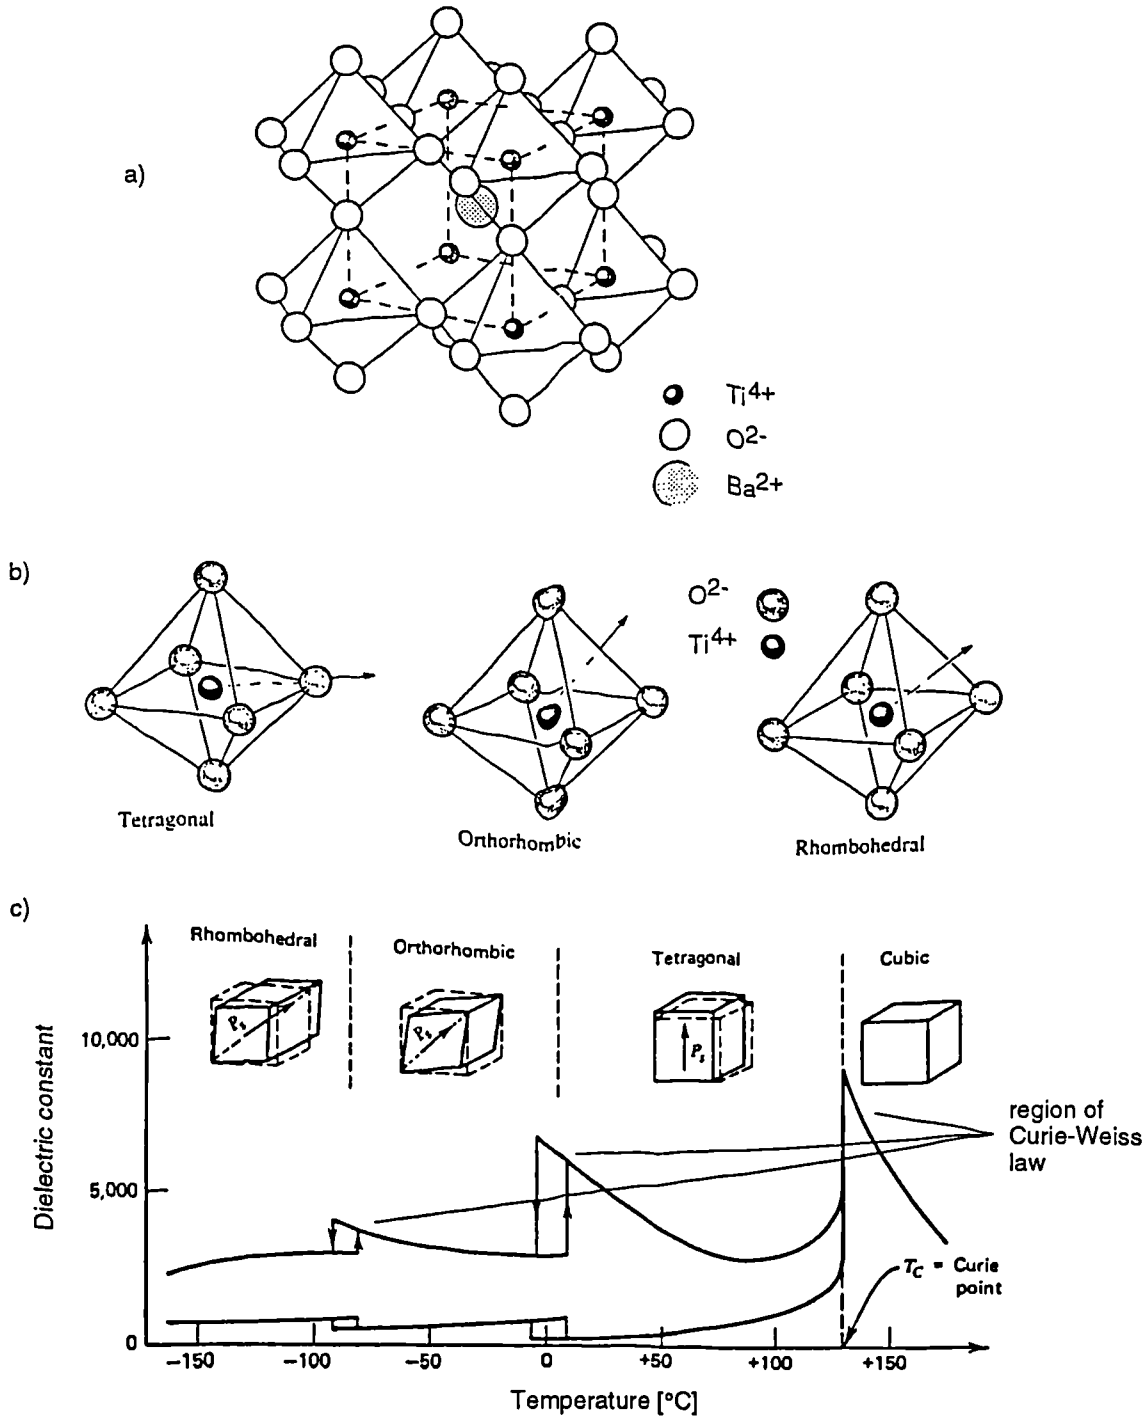 a)
Ti4+
O2-
Ba2+
b)
O2-
Ti4+
Tetragonal
Orthorhombic
Rhombohedral
c)
Rhombohedral
Orthorhombic
Tetragonal
Cubic
Ps
Ps
Ps
Dielectric constant
10,000
5,000
0
region of
Curie-Weiss
law
TC = Curie
point
-150
-100
-50
0
+50
+100
+150
Temperature [°C]